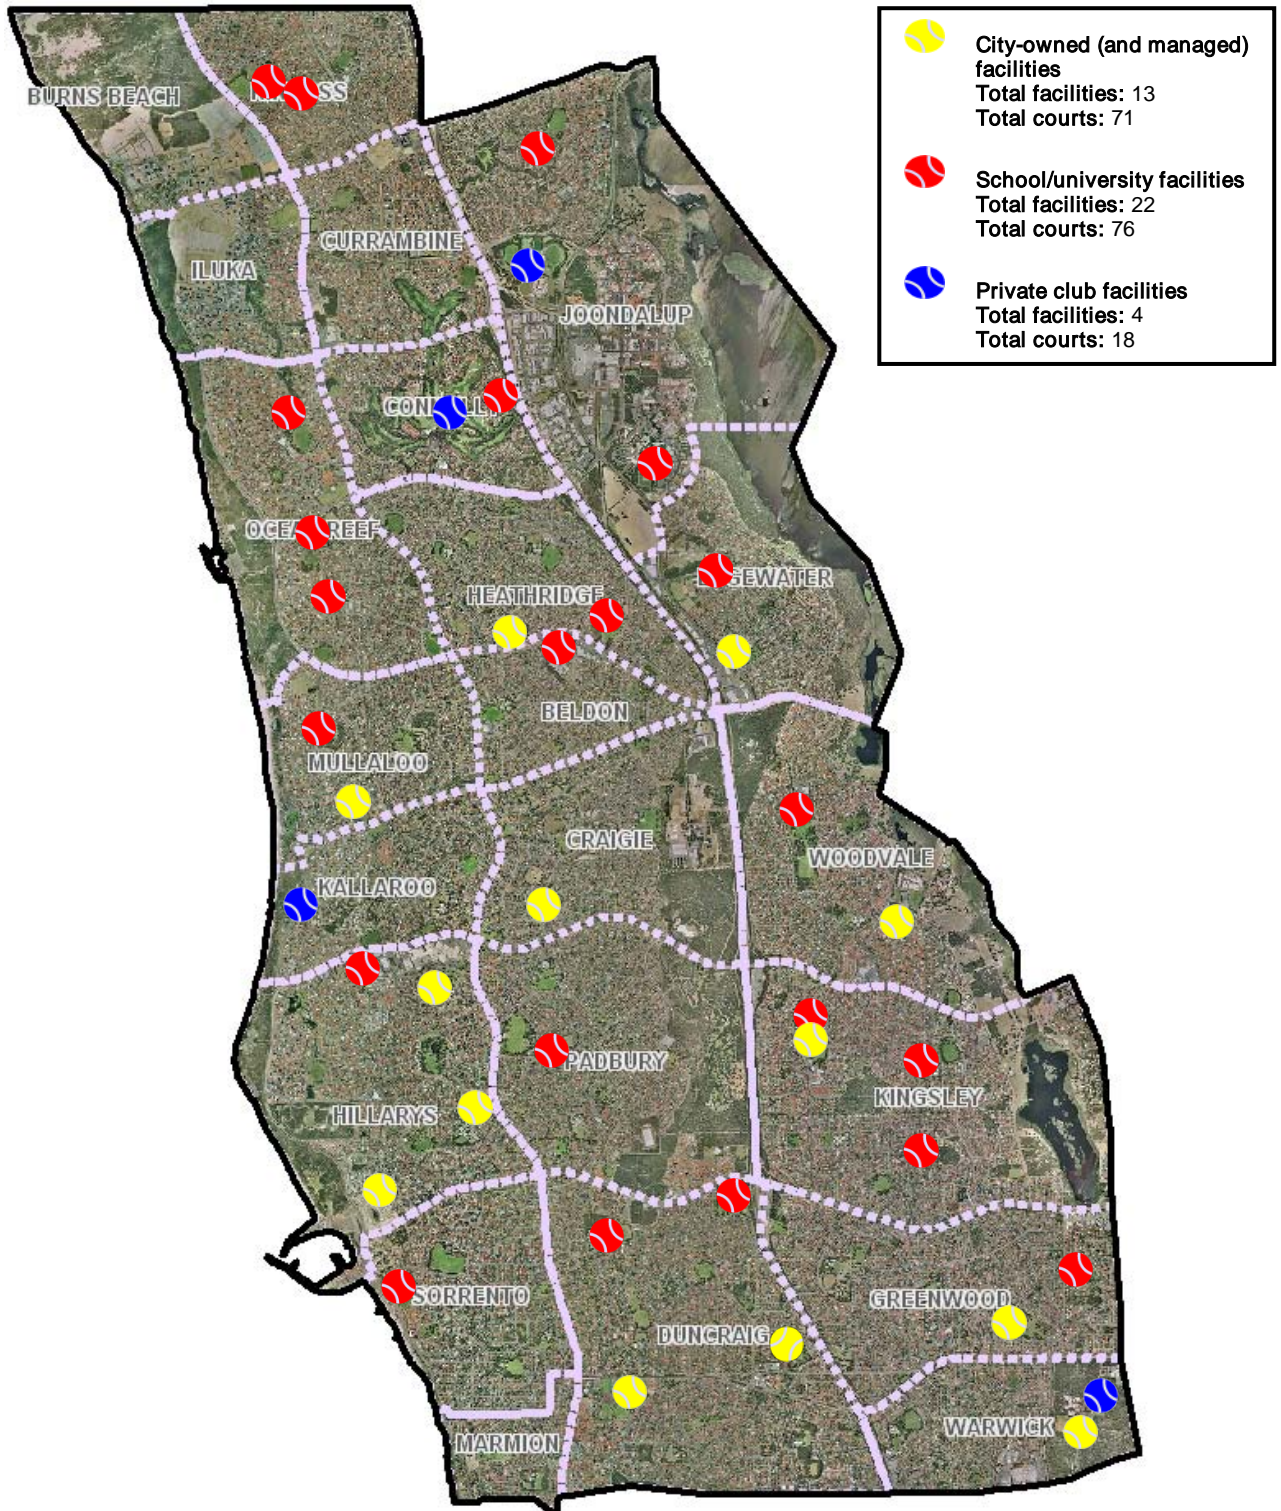 City-owned (and managed)
facilities
Total facilities: 13
Total courts: 71
School/university facilities
Total facilities: 22
Total courts: 76
Private club facilities
Total facilities: 4
Total courts: 18
BURNS BEACH
CURRAMBINE
ILUKA
JOONDALUP
HEATHRIDGE
BELDON
MULLALOO
CRAIGIE
WOODVALE
KALLAROO
PADBURY
KINGSLEY
HILLARYS
SORRENTO
GREENWOOD
DUNCRAIG
WARWICK
MARMION